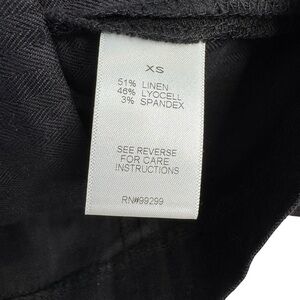 XS
51% LINEN
46% LYOCELL
3% SPANDEX
SEE REVERSE
FOR CARE
INSTRUCTIONS
RN#99299